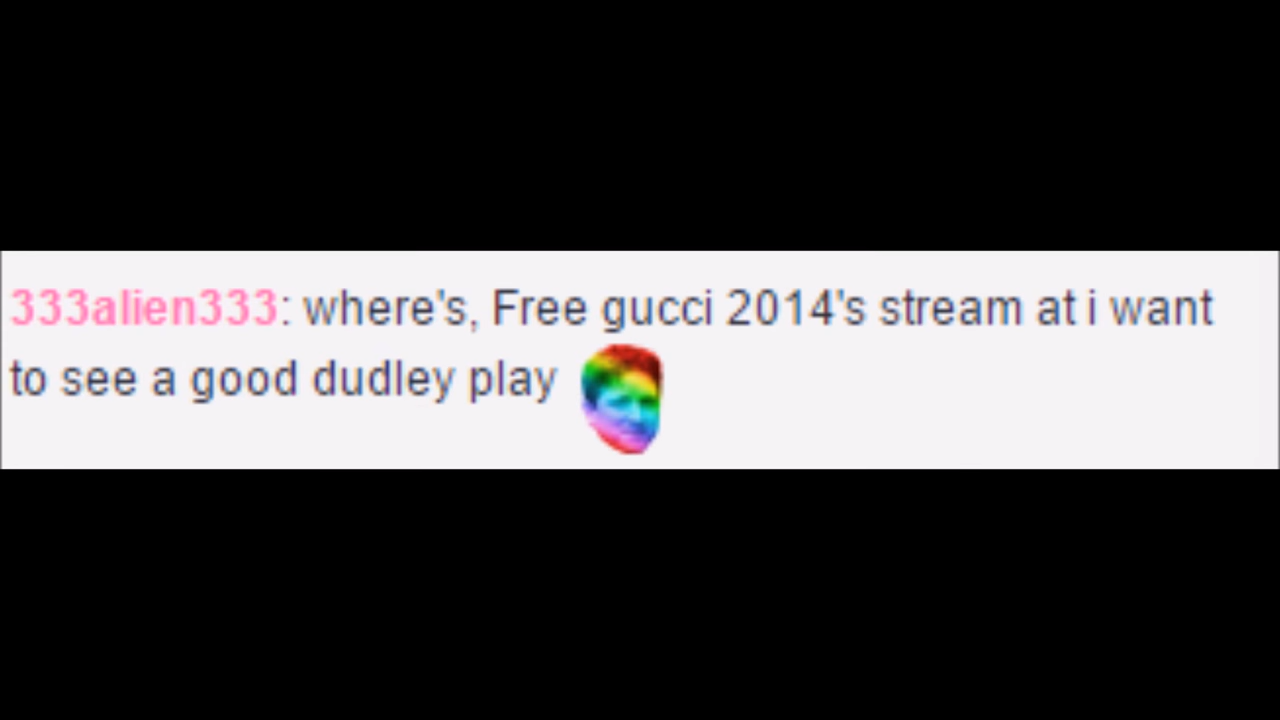 333alien333: where's, Free gucci 2014's stream at i want
to see a good dudley play